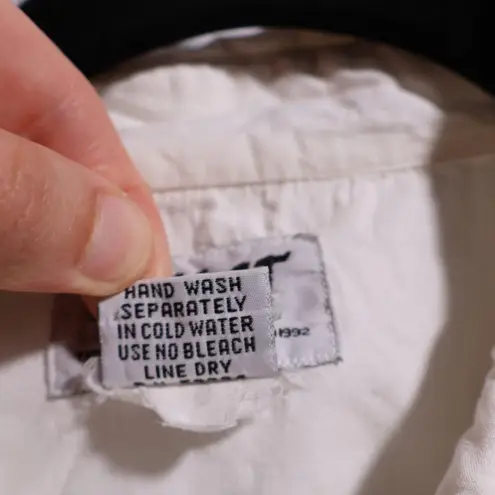 HAND WASH
SEPARATELY
IN COLD WATER
USE NO BLEACH
LINE DRY
1992